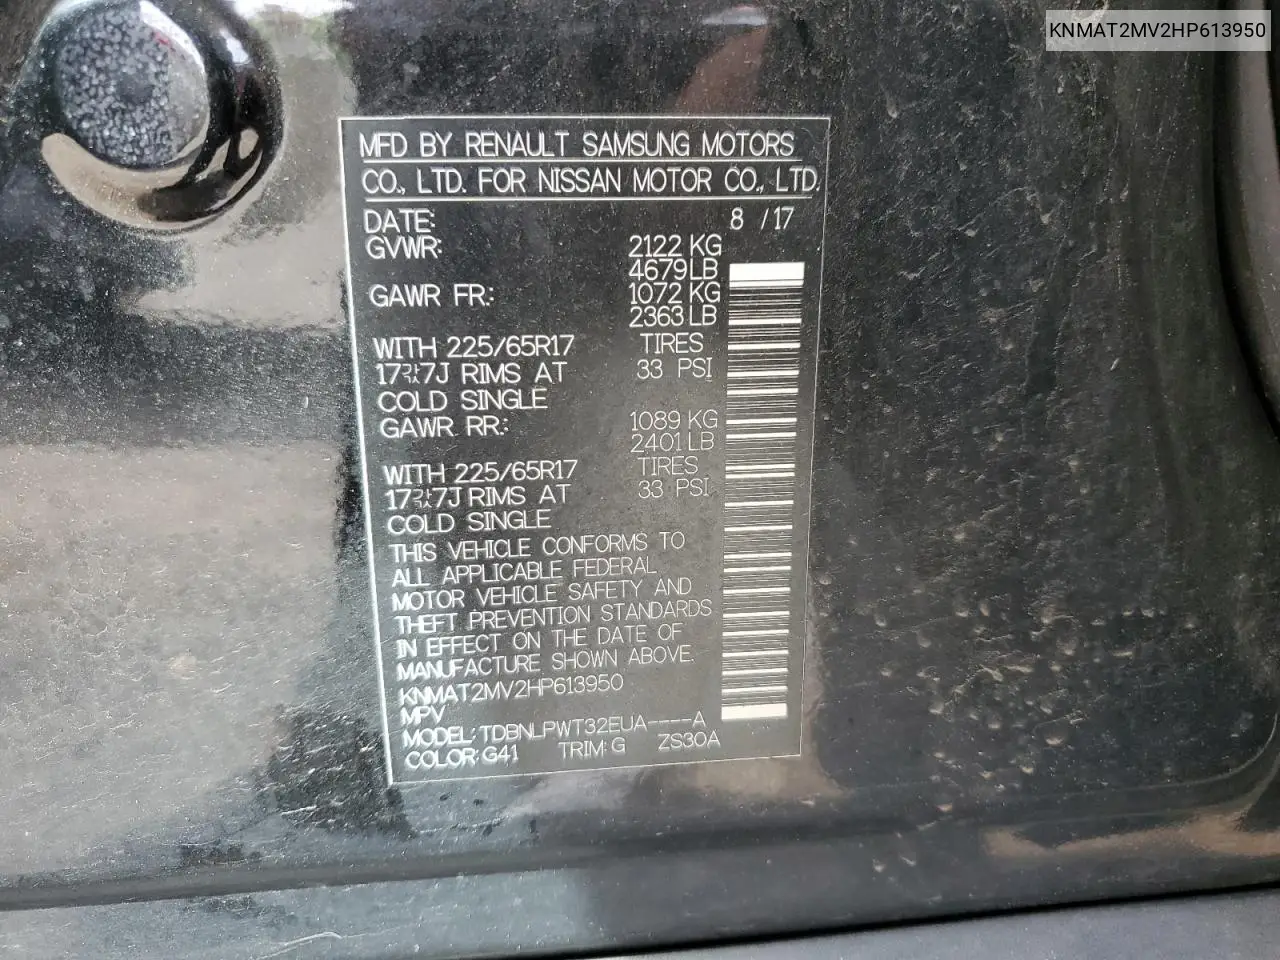 KNMAT2MV2HP613950
MFD BY RENAULT SAMSUNG MOTORS
CO., LTD. FOR NISSAN MOTOR CO., LTD.
DATE: 8 /17
GVWR: 2122 KG
4679 LB
GAWR FR: 1072 KG
2363 LB
WITH 225/65R17 TIRES
17X7J RIMS AT 33 PSI
COLD SINGLE
GAWR RR: 1089 KG
2401 LB
WITH 225/65R17 TIRES
17X7J RIMS AT 33 PSI
COLD SINGLE
THIS VEHICLE CONFORMS TO
ALL APPLICABLE FEDERAL
MOTOR VEHICLE SAFETY AND
THEFT PREVENTION STANDARDS
IN EFFECT ON THE DATE OF
MANUFACTURE SHOWN ABOVE.
KNMAT2MV2HP613950
MPV
MODEL: TDBNLPWT32EUA----A
COLOR: G41 TRIM: G ZS30A